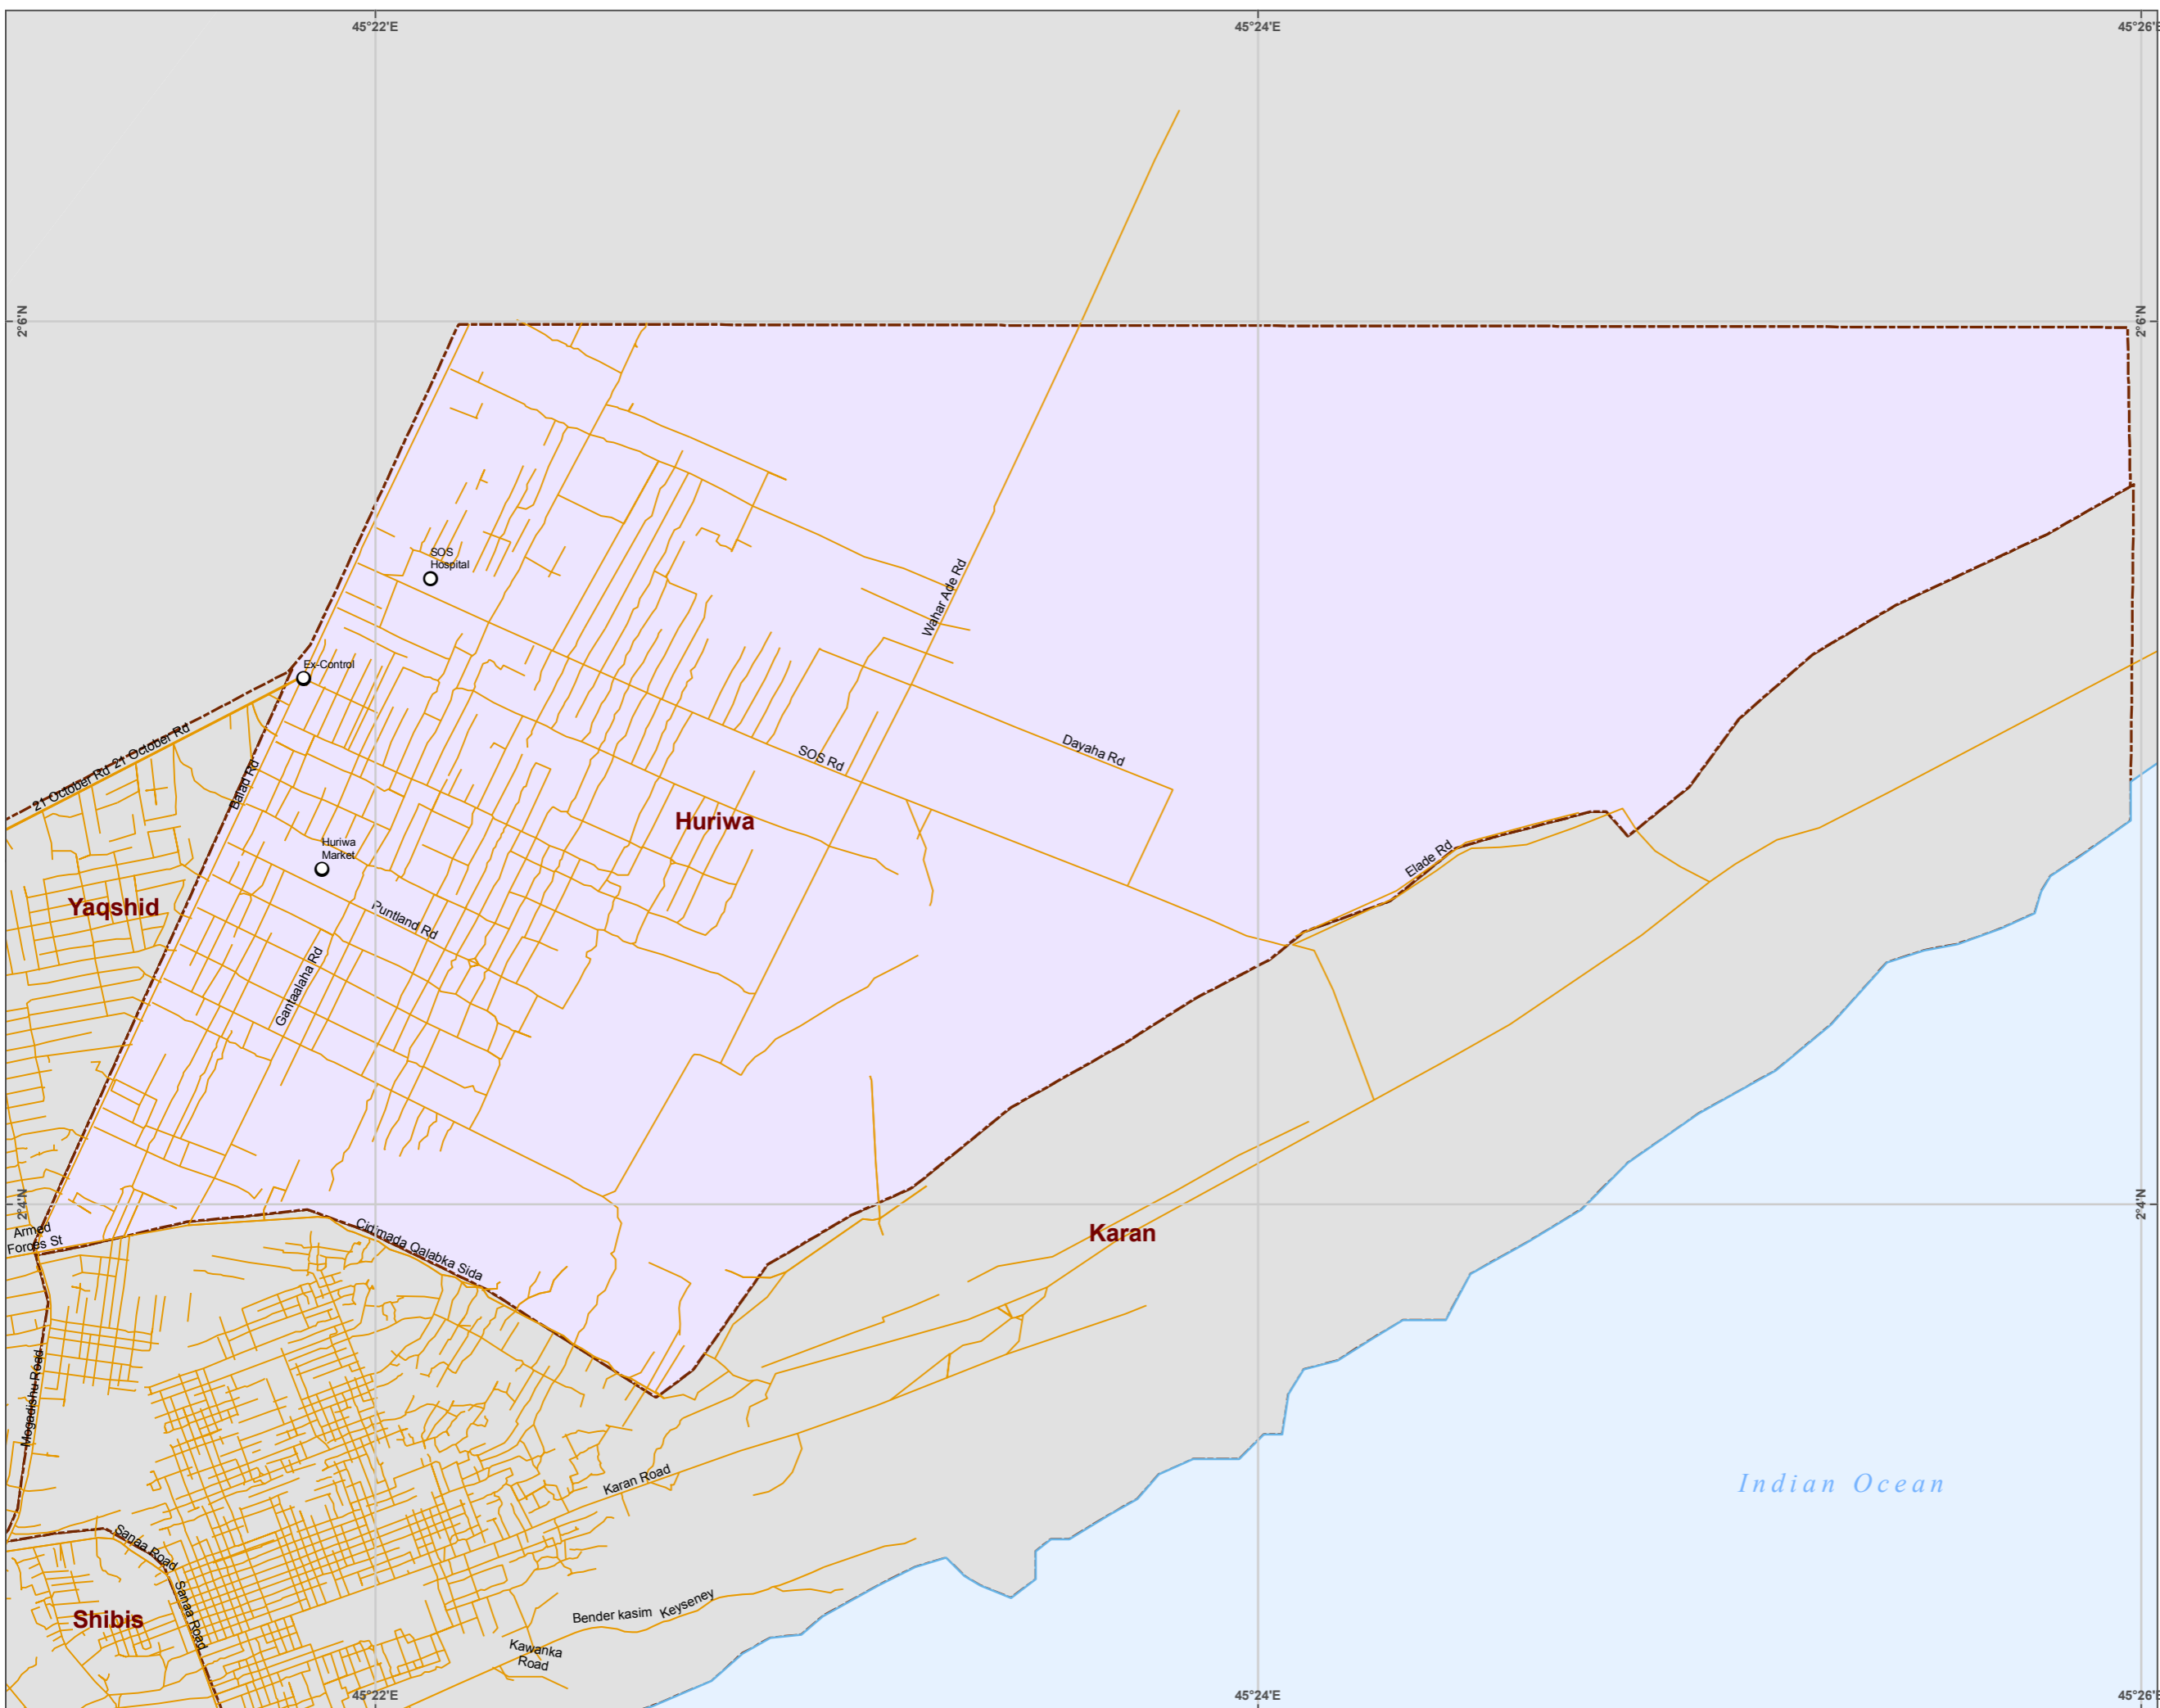 45°22'E
45°24'E
45°26'E
2°6'N
2°6'N
SOS
Hospital
Wahar Ade Rd
Ex-Control
21 October Rd
21 October Rd
Balad Rd
SOS Rd
Dayaha Rd
Huriwa
Huriwa
Market
Elade Rd
Yaqshid
Puntland Rd
Gantaalaha Rd
2°4'N
2°4'N
Armed
Forces St
Cid'mada Qalabka Sida
Karan
Mogadishu Road
Karan Road
Indian Ocean
Sanaa Road
Sanaa Road
Shibis
Bender kasim
Keyseney
Kawanka
Road
45°22'E
45°24'E
45°26'E